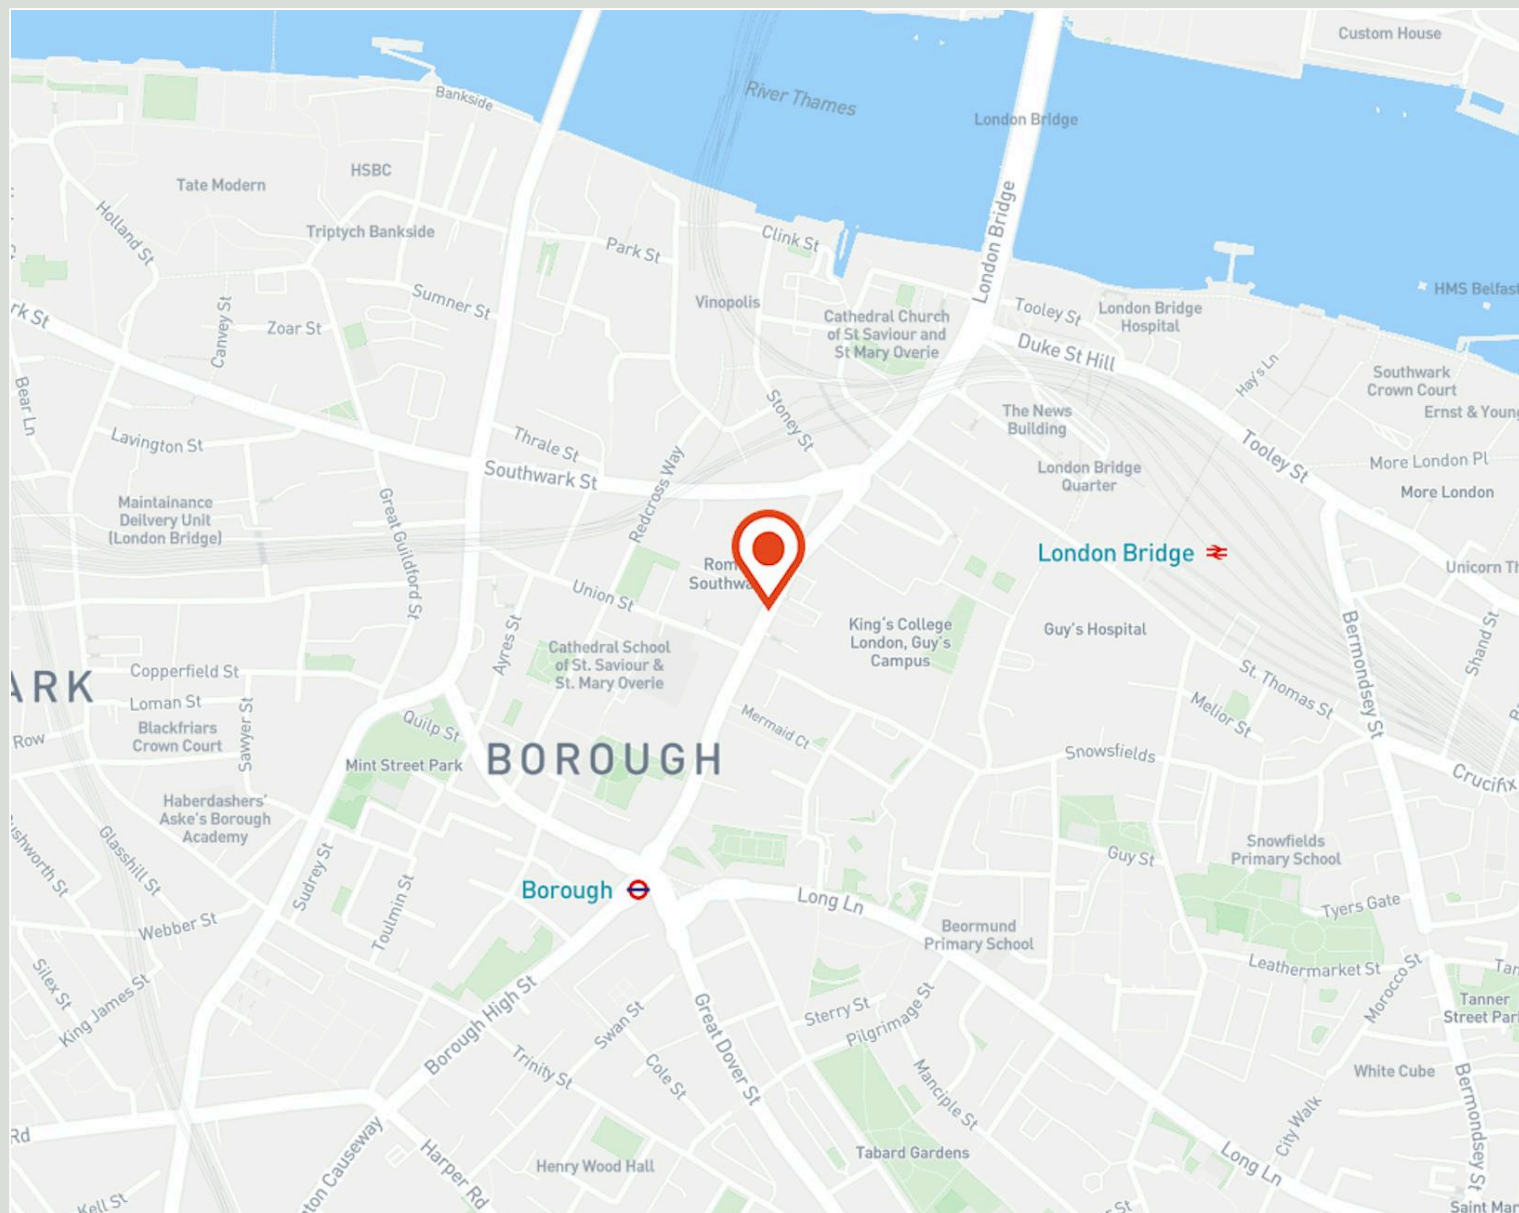 Custom House
Bankside
River Thames
London Bridge
HSBC
Tate Modern
London Bridge
Holland St
Triptych Bankside
Park St
Clink St
HMS Belfast
Sumner St
Vinopolis
Tooley St
London Bridge
Hospital
Canvey St
Zoar St
Cathedral Church
of St Saviour and
St Mary Overie
rk St
Duke St Hill
Hay's Ln
Southwark
Crown Court
Bear Ln
Stoney St
The News
Building
Ernst & Young
Lavington St
Thrale St
Tooley St
Southwark St
London Bridge
Quarter
More London Pl
More London
Redcross Way
Maintainance
Deilvery Unit
(London Bridge)
Great Guildford St
London Bridge
Rom
Southwa
Unicorn Th
Union St
Ayres St
King's College
London, Guy's
Campus
Guy's Hospital
Bermondsey St
Shand St
Cathedral School
of St. Saviour &
St. Mary Overie
Copperfield St
St. Thomas St
ARK
Loman St
Melior St
Blackfriars
Crown Court
Sawyer St
Quilp St
Mermaid Ct
Row
BOROUGH
Mint Street Park
Snowsfields
Crucifix
Haberdashers'
Aske's Borough
Academy
ushworth St
Glasshill St
Snowfields
Primary School
Guy St
Sudrey St
Borough
Long Ln
Toulmin St
Tyers Gate
Webber St
Beormund
Primary School
Leathermarket St
Morocco St
Tan
Silex St
King James St
Borough High St
Swan St
Great Dover St
Sterry St
Pilgrimage St
Tanner
Street Park
Trinity St
Cole St
Manciple St
White Cube
Bermondsey St
City Walk
Rd
ton Causeway
Harper Rd
Henry Wood Hall
Tabard Gardens
Long Ln
Kell St
s St
Saint Mar